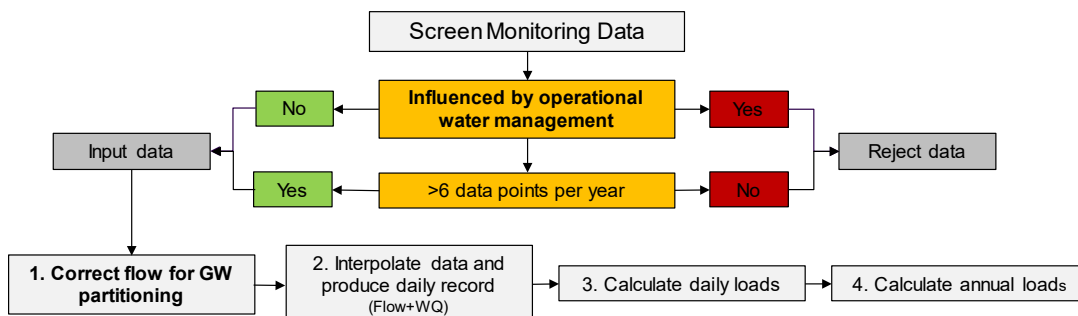 Screen Monitoring Data
No
Influenced by operational
water management
Yes
Input data
Reject data
Yes
>6 data points per year
No
1. Correct flow for GW
partitioning
2. Interpolate data and
produce daily record
(Flow+WQ)
3. Calculate daily loads
4. Calculate annual loads